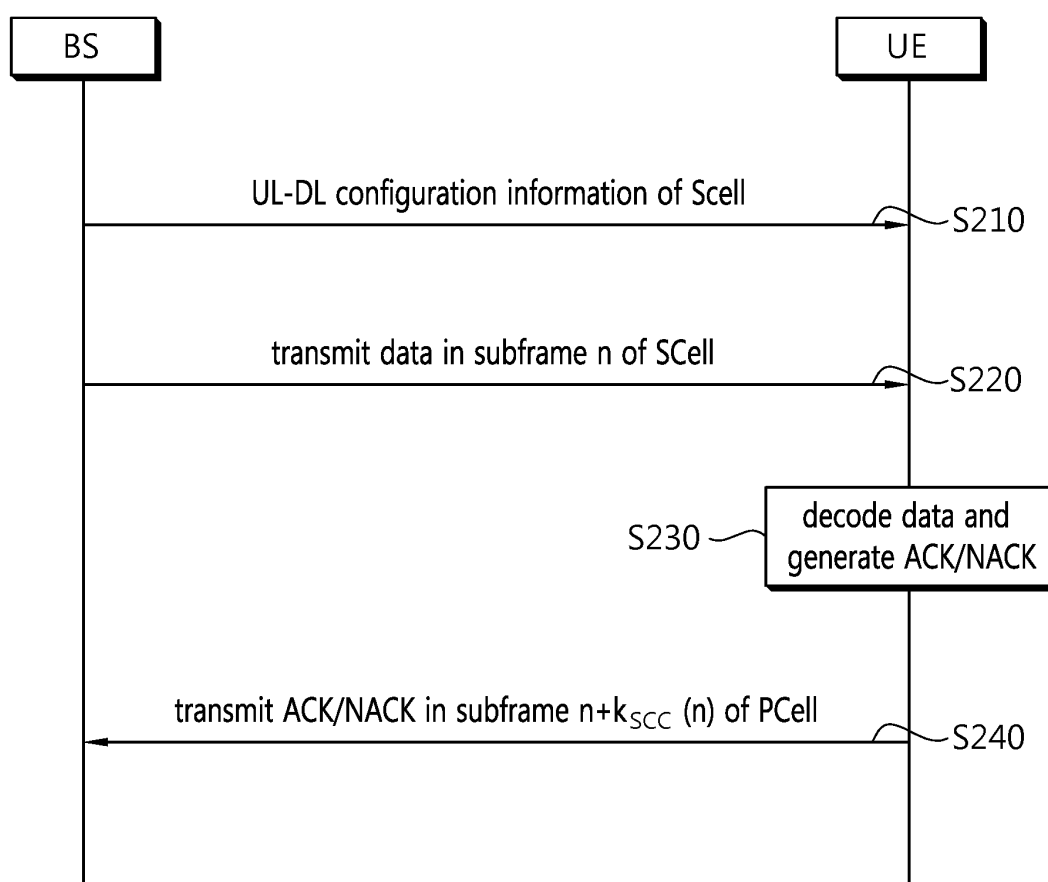 BS
UE
UL-DL configuration information of Scell
S210
transmit data in subframe n of SCell
S220
decode data and
generate ACK/NACK
S230
transmit ACK/NACK in subframe n+kSCC (n) of PCell
S240